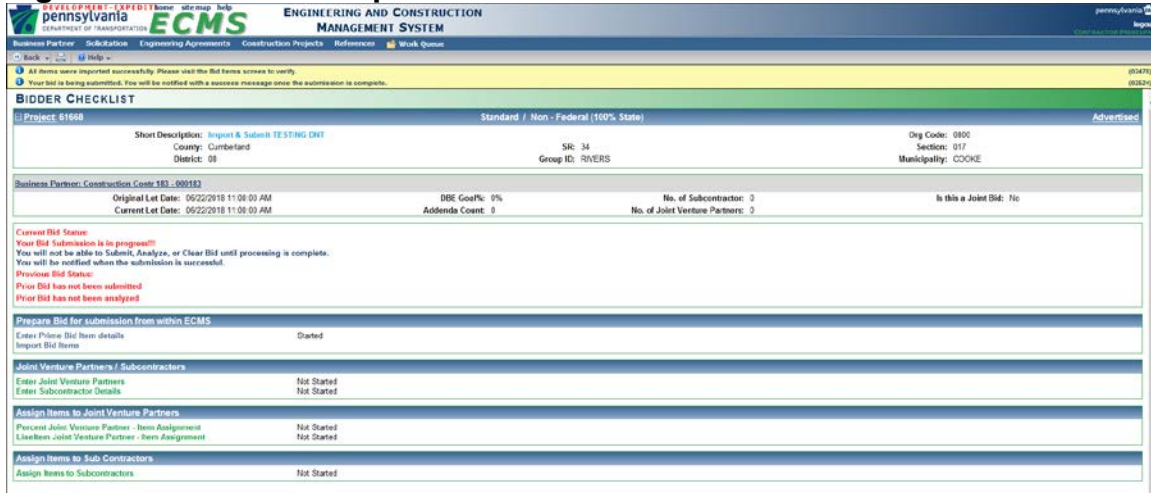 DEVELOPMENT-EXPEDIT home site map help
pennsylvania
DEPARTMENT OF TRANSPORTATION
ECMS
ENGINEERING AND CONSTRUCTION
MANAGEMENT SYSTEM
pennsylvania
Business Partner Solicitation Engineering Agreements Construction Projects References Work Queue
Back Help
All items were imported successfully. Please visit the Bid Items screen to verify.
Your bid is being submitted. You will be notified with a success message once the submission is complete.
BIDDER CHECKLIST
Project: 61668 Standard / Non - Federal (100% State) Advertised
Short Description: Import & Submit TESTING DNT Org Code: 0800
County: Cumberland SR: 34 Section: 017
District: 08 Group ID: RIVERS Municipality: COOKE
Business Partner: Construction Contr 183 - 000183
Original Let Date: 06/22/2018 11:00:00 AM DBE Goal%: 0% No. of Subcontractor: 0 Is this a Joint Bid: No
Current Let Date: 06/22/2018 11:00:00 AM Addenda Count: 0 No. of Joint Venture Partners: 0
Current Bid Status:
Your Bid Submission is in progress!!!
You will not be able to Submit, Analyze, or Clear Bid until processing is complete.
You will be notified when the submission is successful.
Previous Bid Status:
Prior Bid has not been submitted
Prior Bid has not been analyzed
Prepare Bid for submission from within ECMS
Enter Prime Bid Item details Started
Import Bid Items
Joint Venture Partners / Subcontractors
Enter Joint Venture Partners Not Started
Enter Subcontractor Details Not Started
Assign Items to Joint Venture Partners
Percent Joint Venture Partner - Item Assignment Not Started
LineItem Joint Venture Partner - Item Assignment Not Started
Assign Items to Sub Contractors
Assign Items to Subcontractors Not Started